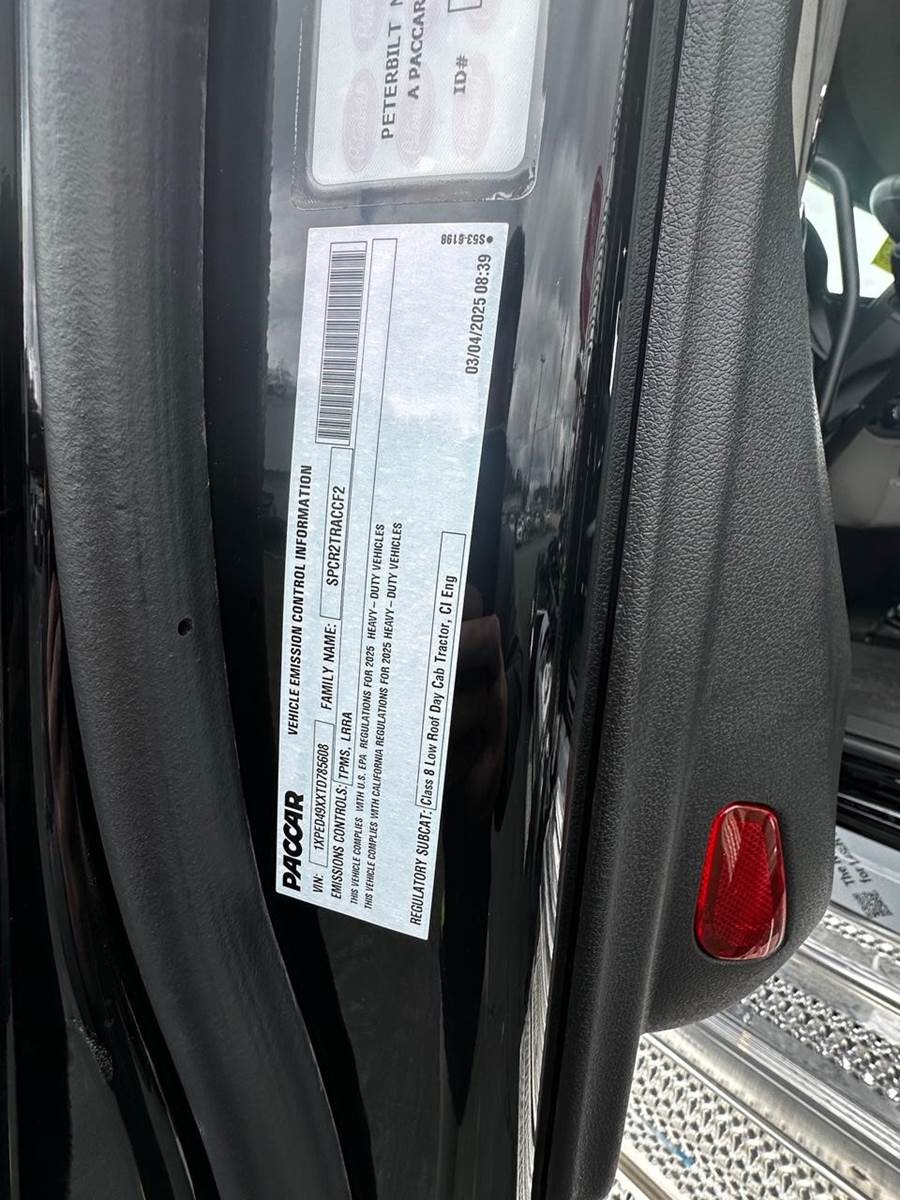 PETERBILT
A PACCAR
ID#
PACCAR VEHICLE EMISSION CONTROL INFORMATION
VIN: 1XPED49XXTD785608 FAMILY NAME: SPCR2TRACCF2
EMISSIONS CONTROLS: TPMS, LRRA
THIS VEHICLE COMPLIES WITH U.S. EPA REGULATIONS FOR 2025 HEAVY-DUTY VEHICLES
THIS VEHICLE COMPLIES WITH CALIFORNIA REGULATIONS FOR 2025 HEAVY-DUTY VEHICLES
REGULATORY SUBCAT: Class 8 Low Roof Day Cab Tractor, CI Eng
03/04/2025 08:39
●S53-6198